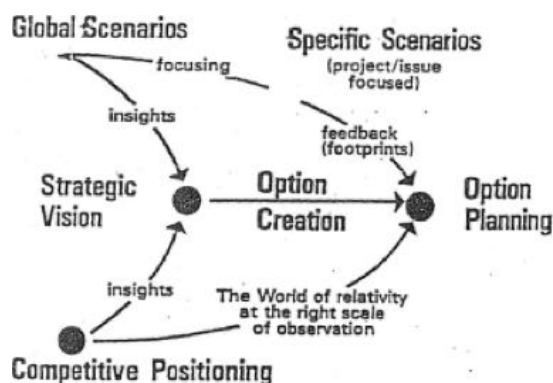 Global Scenarios
Specific Scenarios
(project/issue
focused)
focusing
insights
feedback
(footprints)
Strategic
Vision
Option
Creation
Option
Planning
insights
The World of relativity
at the right scale
of observation
Competitive Positioning